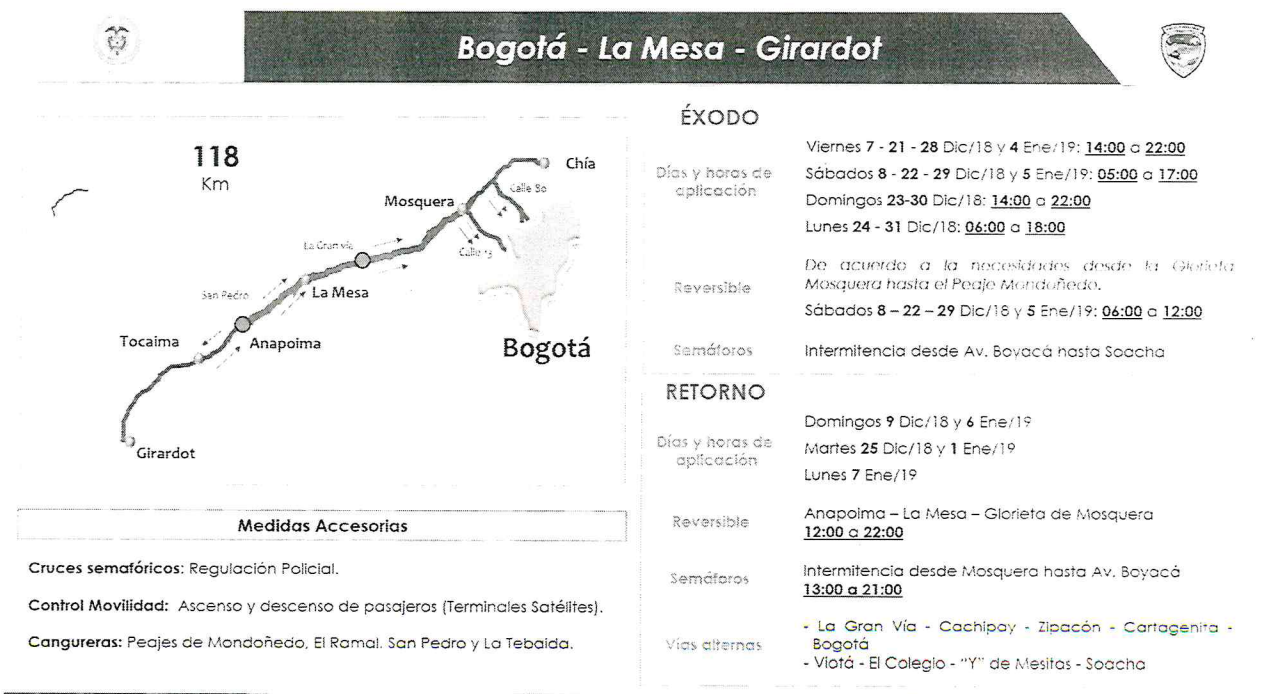 Bogotá - La Mesa - Girardot
118
Km
Chía
Calle 80
Mosquera
Calle 13
La Gran vía
San Pedro
La Mesa
Tocaima
Anapoima
Bogotá
Girardot
Medidas Accesorias
Cruces semafóricos: Regulación Policial.
Control Movilidad: Ascenso y descenso de pasajeros (Terminales Satélites).
Cangureras: Peajes de Mondoñedo, El Ramal, San Pedro y La Tebaida.
ÉXODO
Días y horas de
aplicación
Viernes 7 - 21 - 28 Dic/18 y 4 Ene/19: 14:00 a 22:00
Sábados 8 - 22 - 29 Dic/18 y 5 Ene/19: 05:00 a 17:00
Domingos 23-30 Dic/18: 14:00 a 22:00
Lunes 24 - 31 Dic/18: 06:00 a 18:00
Reversible
De acuerdo a la necesidades desde la Glorieta
Mosquera hasta el Peaje Mondoñedo.
Sábados 8 – 22 – 29 Dic/18 y 5 Ene/19: 06:00 a 12:00
Semáforos
Intermitencia desde Av. Boyacá hasta Soacha
RETORNO
Días y horas de
aplicación
Domingos 9 Dic/18 y 6 Ene/19
Martes 25 Dic/18 y 1 Ene/19
Lunes 7 Ene/19
Reversible
Anapoima – La Mesa – Glorieta de Mosquera
12:00 a 22:00
Semáforos
Intermitencia desde Mosquera hasta Av. Boyacá
13:00 a 21:00
Vías alternas
- La Gran Vía - Cachipay - Zipacón - Cartagenita -
Bogotá
- Viotá - El Colegio - "Y" de Mesitas - Soacha